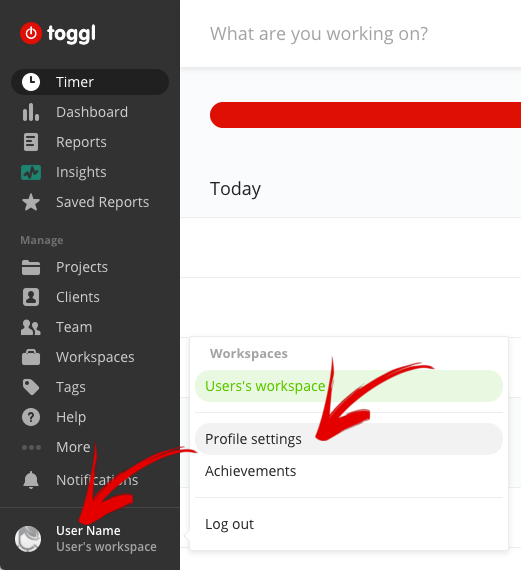 toggl
What are you working on?
Timer
Dashboard
Reports
Insights
Saved Reports
Manage
Projects
Clients
Team
Workspaces
Tags
Help
More
Notifications
User Name
User's workspace
Today
Workspaces
Users's workspace
Profile settings
Achievements
Log out